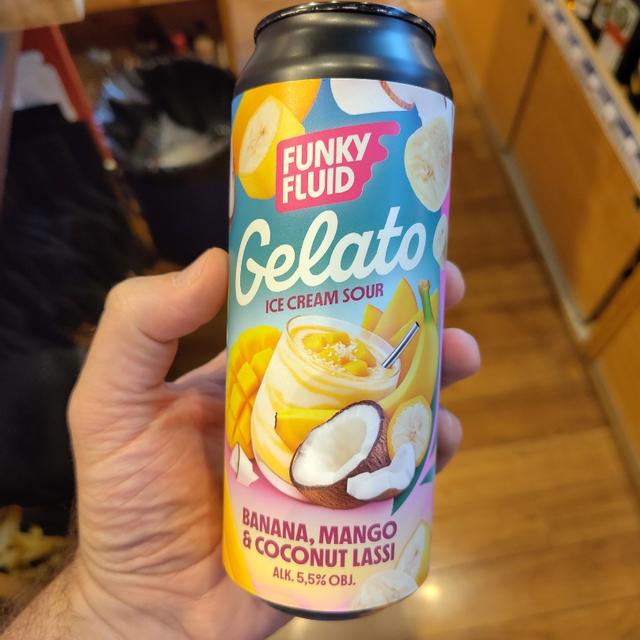 FUNKY
FLUID
Gelato
ICE CREAM SOUR
BANANA, MANGO
& COCONUT LASSI
ALK. 5,5% OBJ.